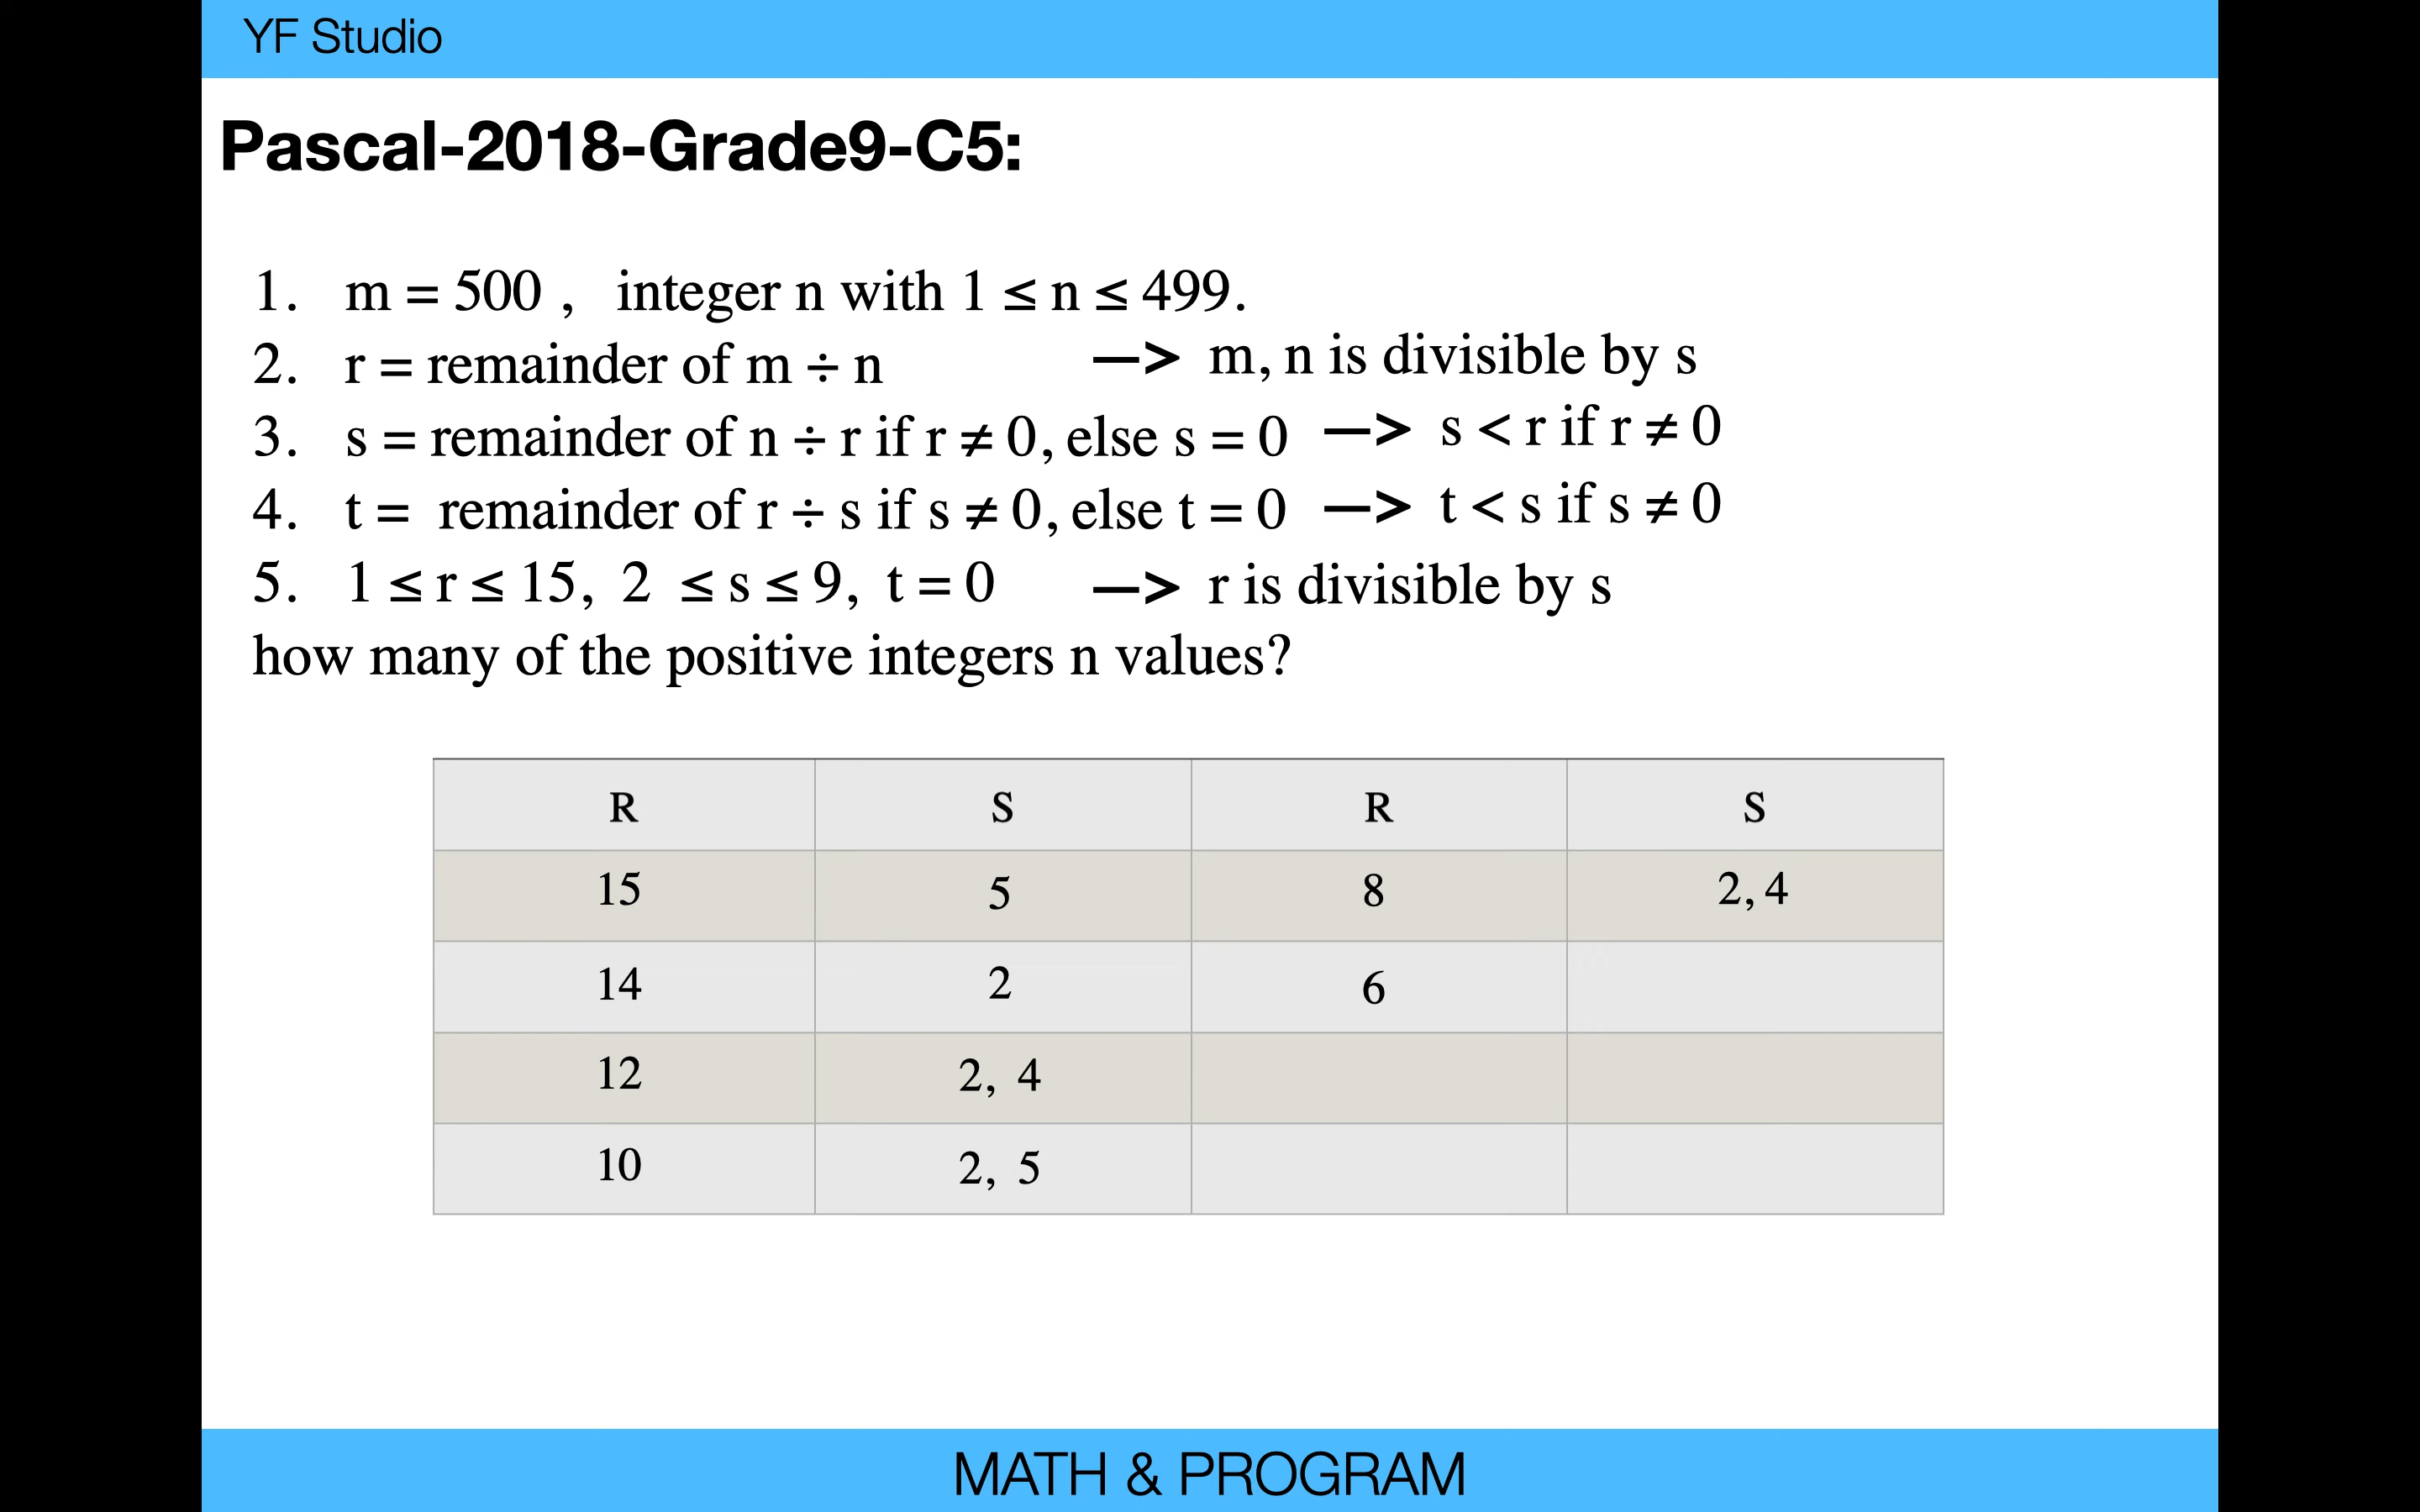 YF Studio
Pascal-2018-Grade9-C5:
1. m = 500 , integer n with 1 ≤ n ≤ 499.
2. r = remainder of m ÷ n —> m, n is divisible by s
3. s = remainder of n ÷ r if r ≠ 0, else s = 0 —> s < r if r ≠ 0
4. t = remainder of r ÷ s if s ≠ 0, else t = 0 —> t < s if s ≠ 0
5. 1 ≤ r ≤ 15, 2 ≤ s ≤ 9, t = 0 —> r is divisible by s
how many of the positive integers n values?
R S R S
15 5 8 2, 4
14 2 6
12 2, 4
10 2, 5
MATH & PROGRAM